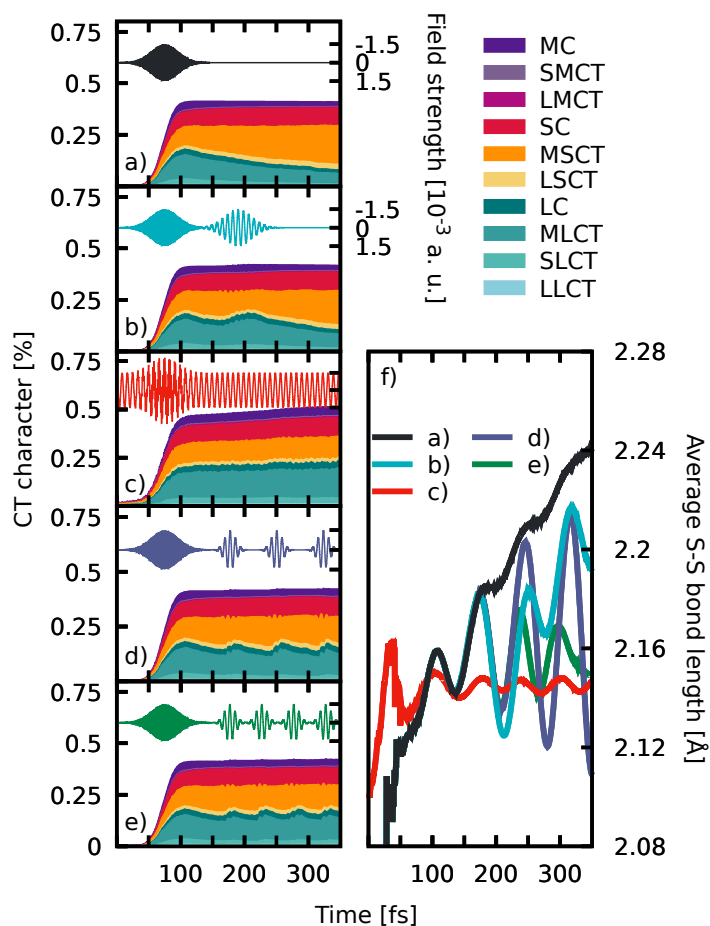 0.75
0.5
0.25
a)
-1.5
0
1.5
0.75
0.5
0.25
b)
-1.5
0
1.5
0.75
0.5
0.25
c)
0.75
0.5
0.25
d)
0.75
0.5
0.25
0
e)
100
200
300
CT character [%]
Field strength [10⁻³ a. u.]
MC
SMCT
LMCT
SC
MSCT
LSCT
LC
MLCT
SLCT
LLCT
f)
a)
b)
c)
d)
e)
2.28
2.24
2.2
2.16
2.12
2.08
100
200
300
Average S-S bond length [Å]
Time [fs]